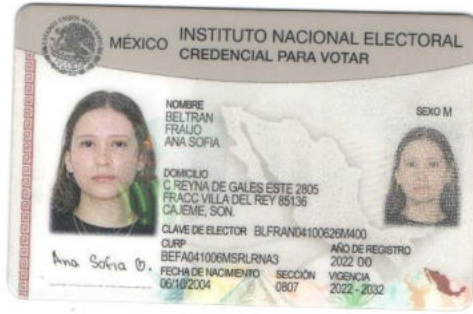 MÉXICO INSTITUTO NACIONAL ELECTORAL
CREDENCIAL PARA VOTAR
NOMBRE
BELTRAN
FRAIJO
ANA SOFIA
SEXO M
DOMICILIO
C REYNA DE GALES ESTE 2805
FRACC VILLA DEL REY 85136
CAJEME, SON.
CLAVE DE ELECTOR BLFRAN04100626M400
CURP
BEFA041006MSRLRNA3
AÑO DE REGISTRO
2022 00
FECHA DE NACIMIENTO
06/10/2004
SECCIÓN
0807
VIGENCIA
2022 - 2032
Ana Sofía B.